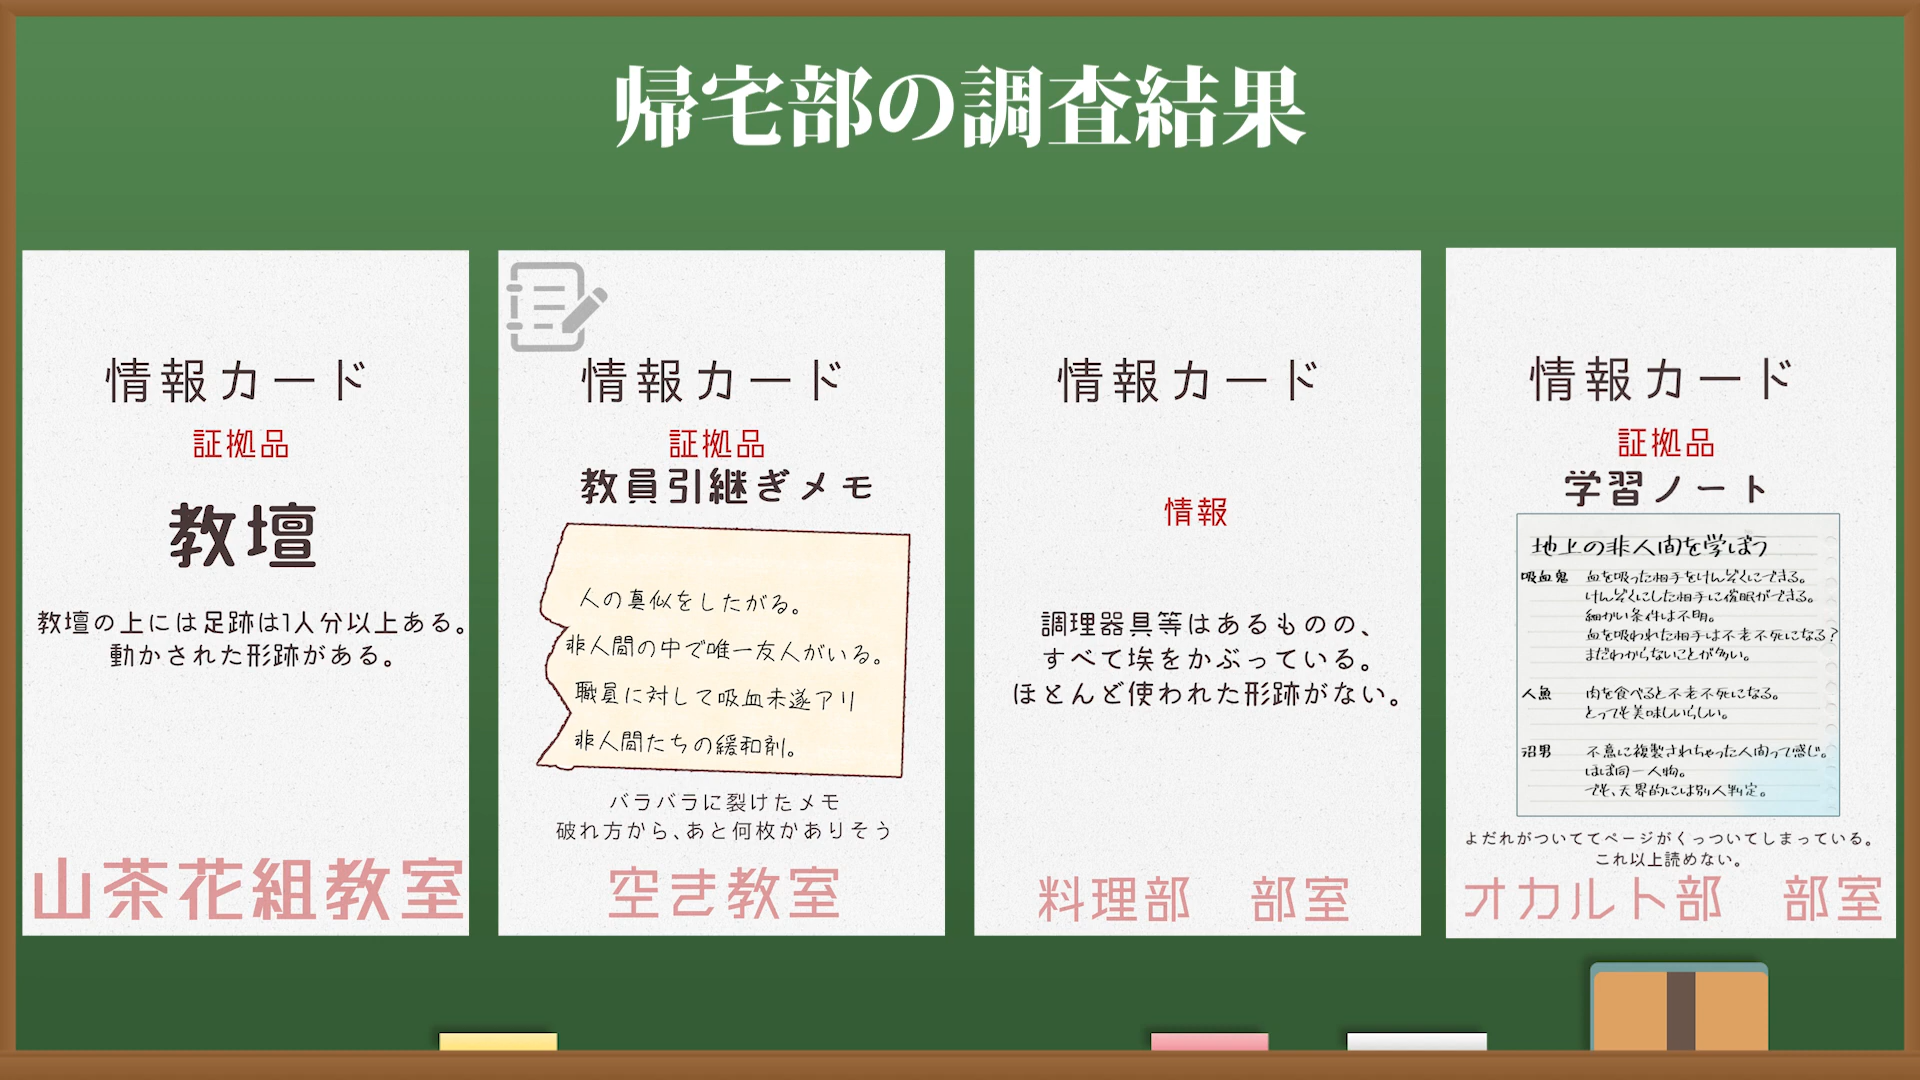 帰宅部の調査結果
情報カード
証拠品
教壇
教壇の上には足跡は1人分以上ある。
動かされた形跡がある。
山茶花組教室
情報カード
証拠品
教員引継ぎメモ
人の真似をしたがる。
非人間の中で唯一友人がいる。
職員に対して吸血未遂アリ
非人間たちの緩和剤。
バラバラに裂けたメモ
破れ方から、あと何枚かありそう
空き教室
情報カード
情報
調理器具等はあるものの、
すべて埃をかぶっている。
ほとんど使われた形跡がない。
料理部　部室
情報カード
証拠品
学習ノート
地上の非人間を学ぼう
吸血鬼　血を吸った相手をけんぞくにできる。
けんぞくにした相手に催眠ができる。
細かい条件は不明。
血を吸われた相手は不老不死になる?
まだわからないことが多い。
人魚　肉を食べると不老不死になる。
とっても美味しいらしい。
沼男　不意に複製されちゃった人間って感じ。
ほぼ同一人物。
でも、天界的には別人判定。
よだれがついててページがくっついてしまっている。
これ以上読めない。
オカルト部　部室